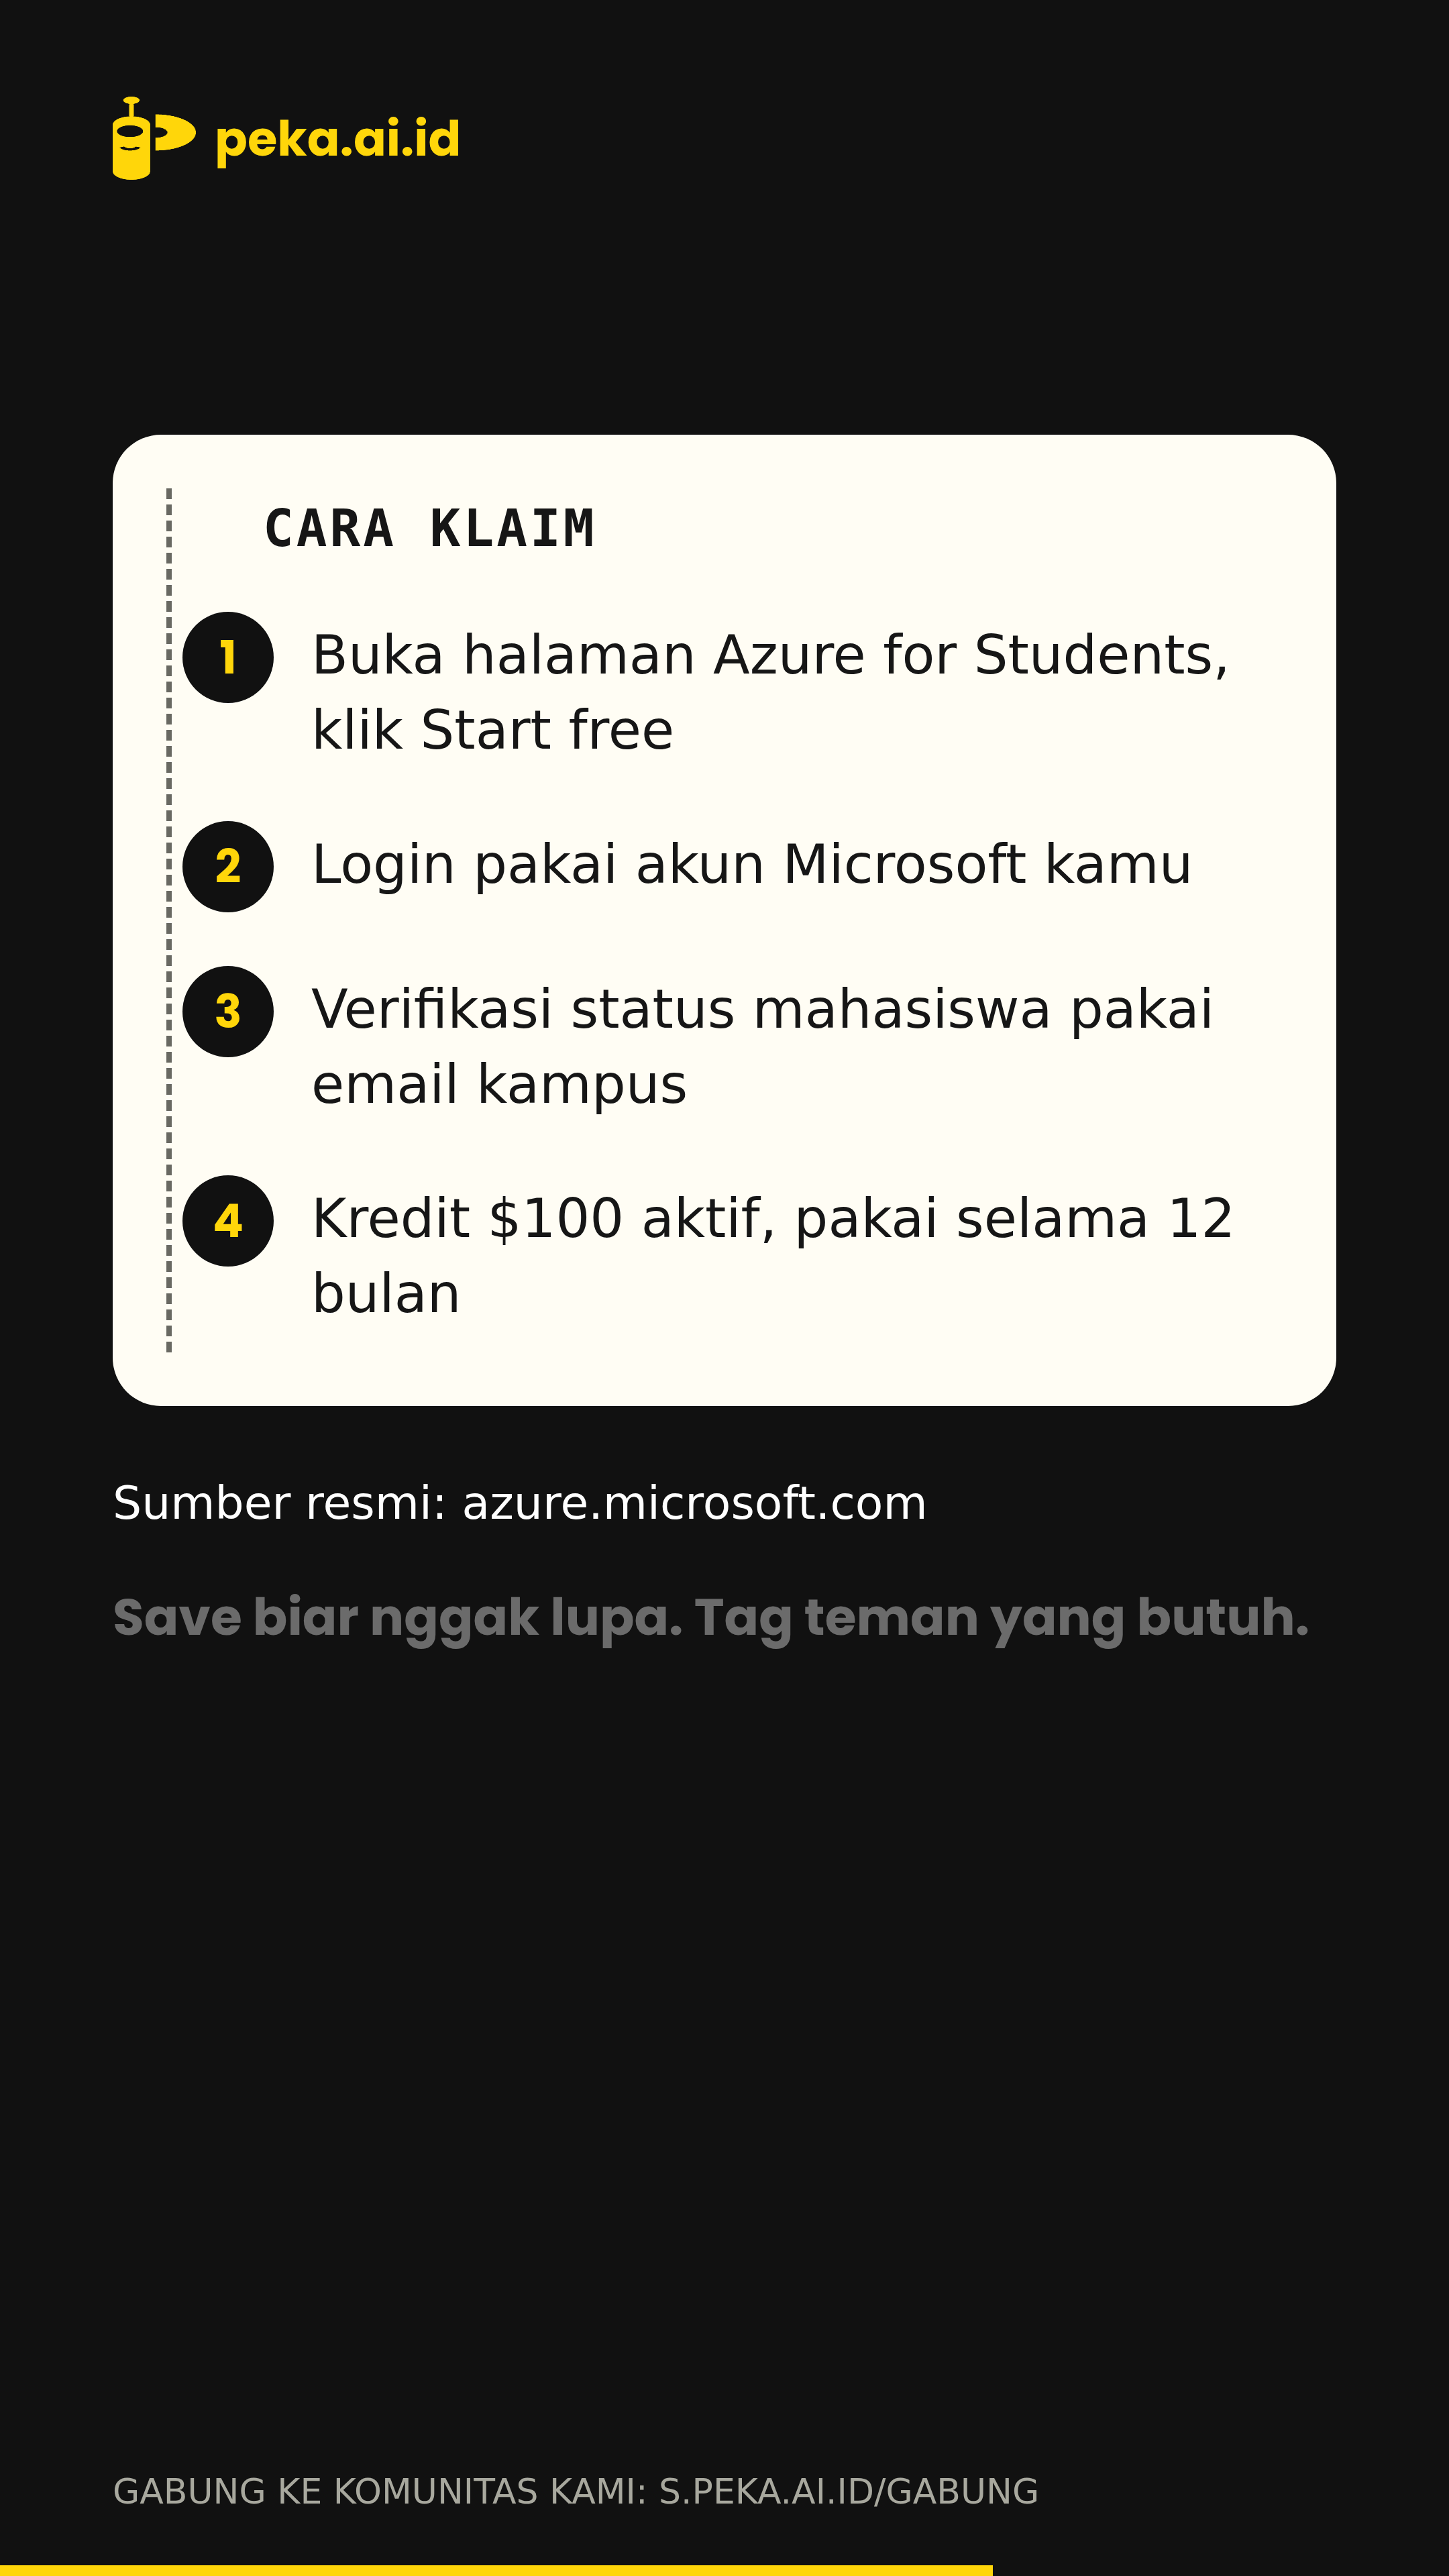 peka.ai.id
CARA KLAIM
1 Buka halaman Azure for Students,
klik Start free
2 Login pakai akun Microsoft kamu
3 Verifikasi status mahasiswa pakai
email kampus
4 Kredit $100 aktif, pakai selama 12
bulan
Sumber resmi: azure.microsoft.com
Save biar nggak lupa. Tag teman yang butuh.
GABUNG KE KOMUNITAS KAMI: S.PEKA.AI.ID/GABUNG